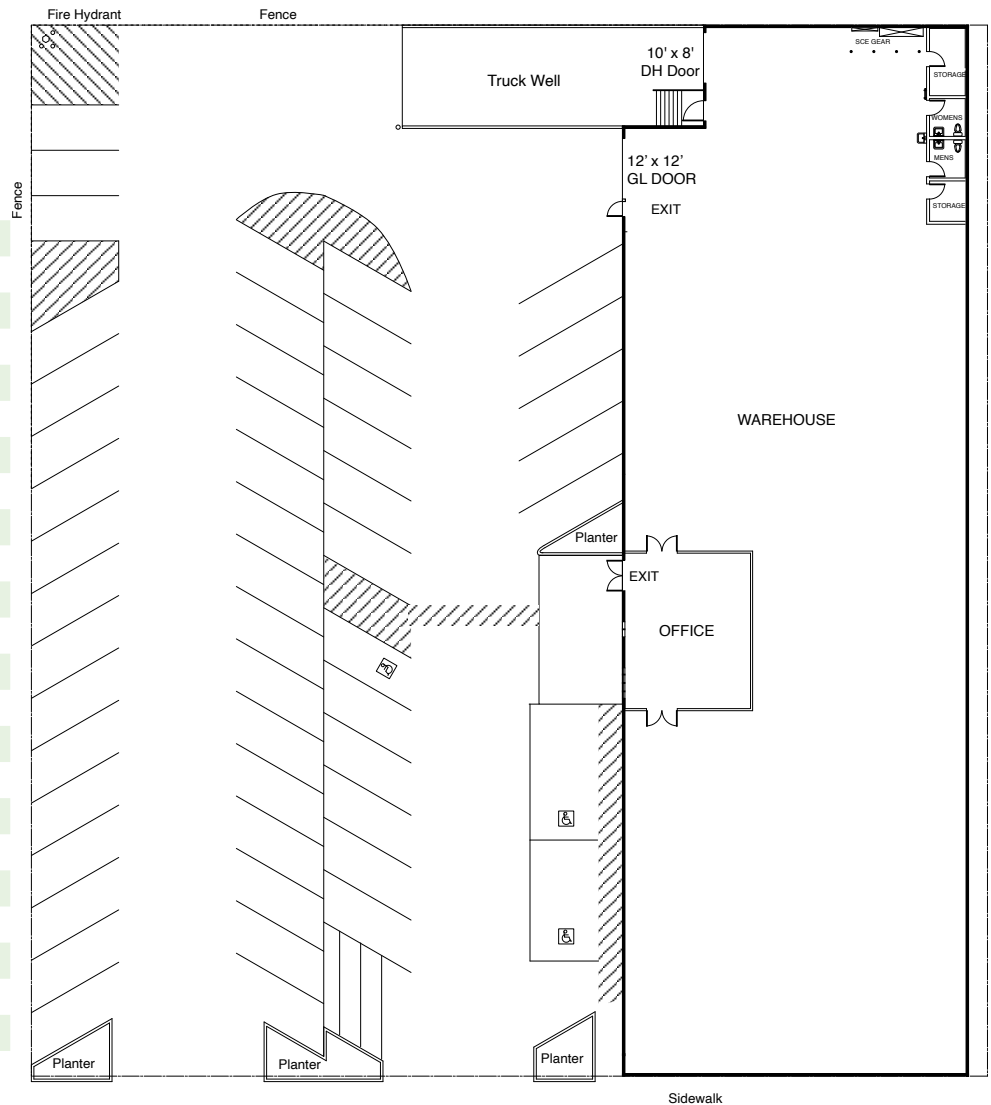 Fire Hydrant
Fence
Fence
Truck Well
10' x 8'
DH Door
SCE GEAR
STORAGE
WOMENS
MENS
STORAGE
12' x 12'
GL DOOR
EXIT
WAREHOUSE
Planter
EXIT
OFFICE
Planter
Planter
Planter
Sidewalk